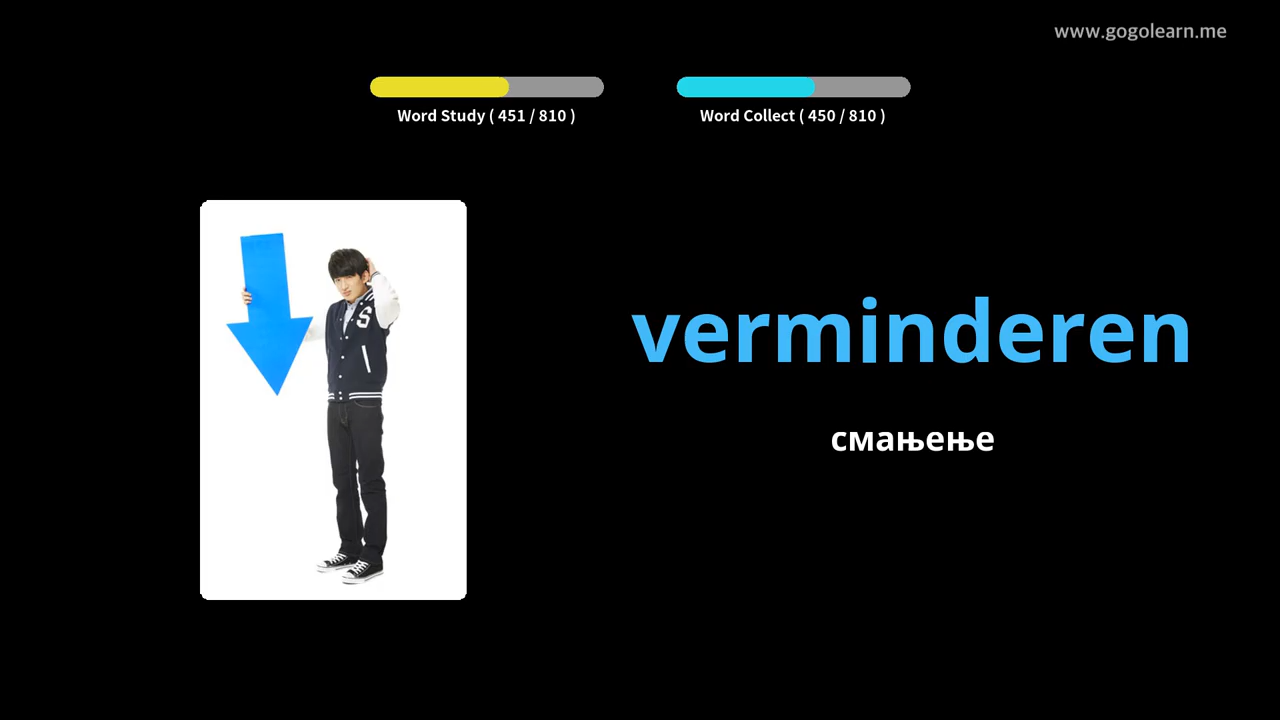 www.gogolearn.me
Word Study ( 451 / 810 )
Word Collect ( 450 / 810 )
S
verminderen
смањење